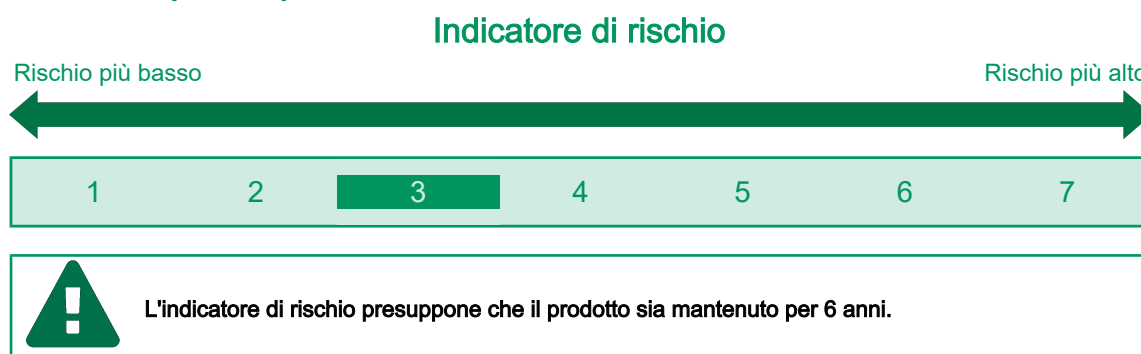 Indicatore di rischio
Rischio più basso Rischio più alto
1 2 3 4 5 6 7
L'indicatore di rischio presuppone che il prodotto sia mantenuto per 6 anni.